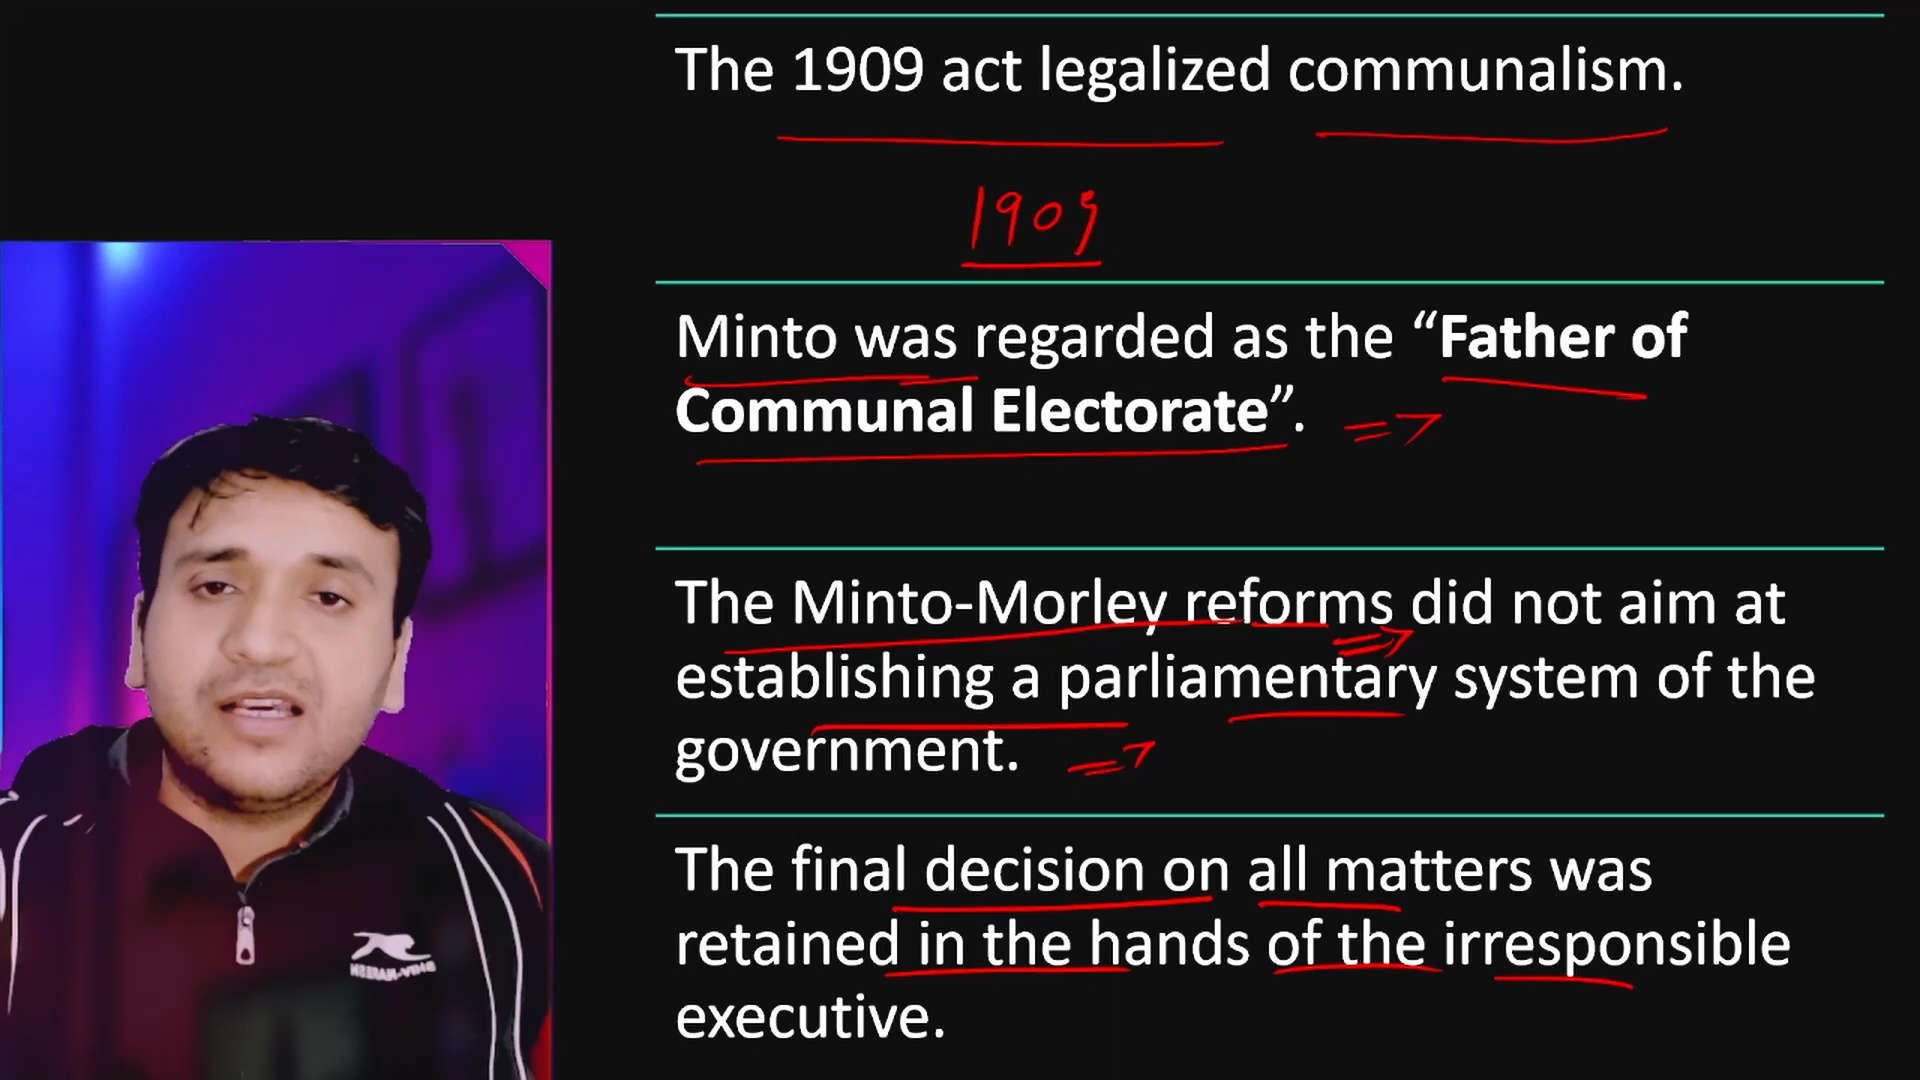 The 1909 act legalized communalism.
1909
Minto was regarded as the “Father of
Communal Electorate”.
The Minto-Morley reforms did not aim at
establishing a parliamentary system of the
government.
The final decision on all matters was
retained in the hands of the irresponsible
executive.